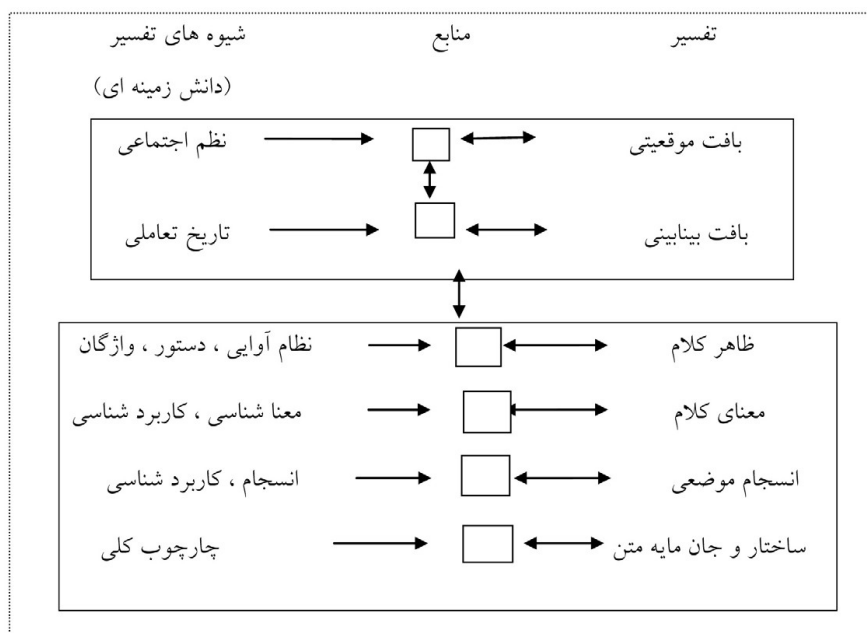 تفسیر منابع شیوه های تفسیر
(دانش زمینه ای)
بافت موقعیتی نظم اجتماعی
بافت بینابینی تاریخ تعاملی
ظاهر کلام نظام آوایی ، دستور ، واژگان
معنای کلام معنا شناسی ، کاربرد شناسی
انسجام موضعی انسجام ، کاربرد شناسی
ساختار و جان مایه متن چارچوب کلی